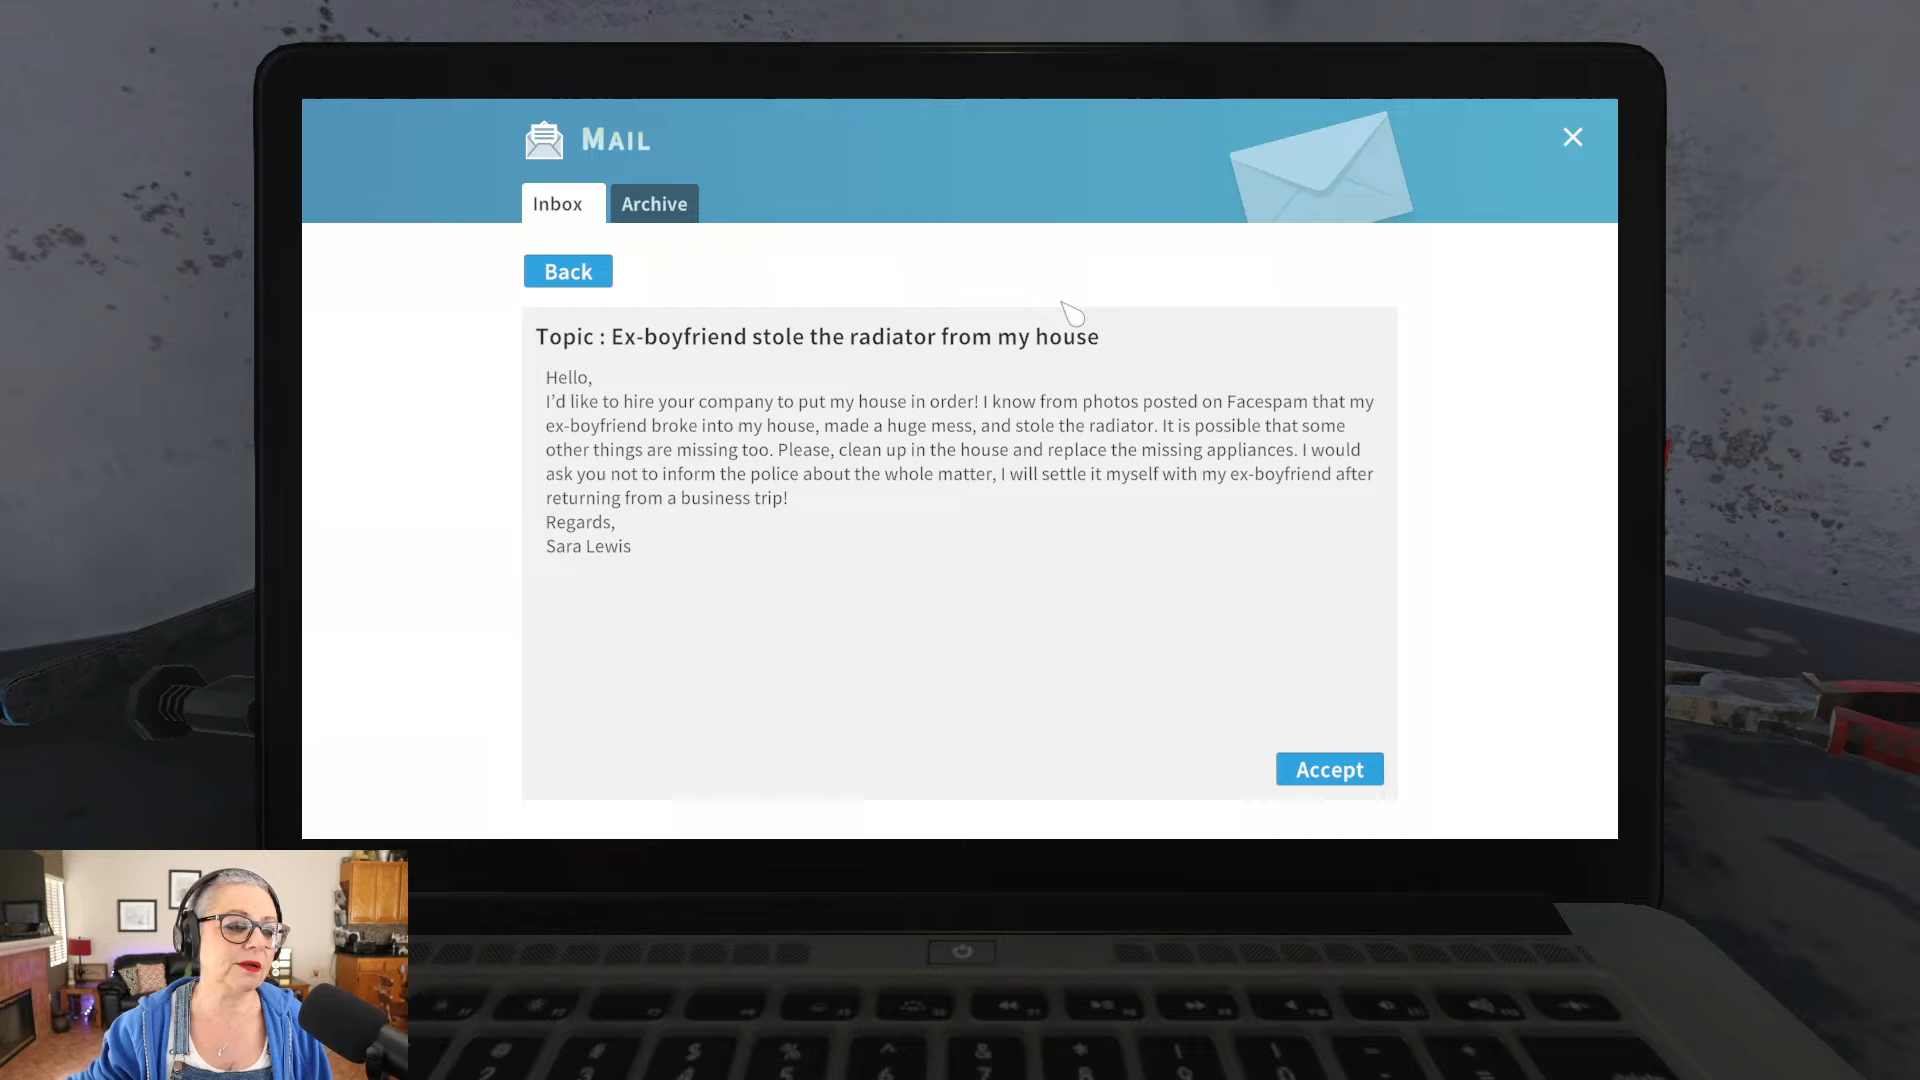 MAIL
Inbox
Archive
Back
Topic : Ex-boyfriend stole the radiator from my house
Hello,
I'd like to hire your company to put my house in order! I know from photos posted on Facespam that my
ex-boyfriend broke into my house, made a huge mess, and stole the radiator. It is possible that some
other things are missing too. Please, clean up in the house and replace the missing appliances. I would
ask you not to inform the police about the whole matter, I will settle it myself with my ex-boyfriend after
returning from a business trip!
Regards,
Sara Lewis
Accept